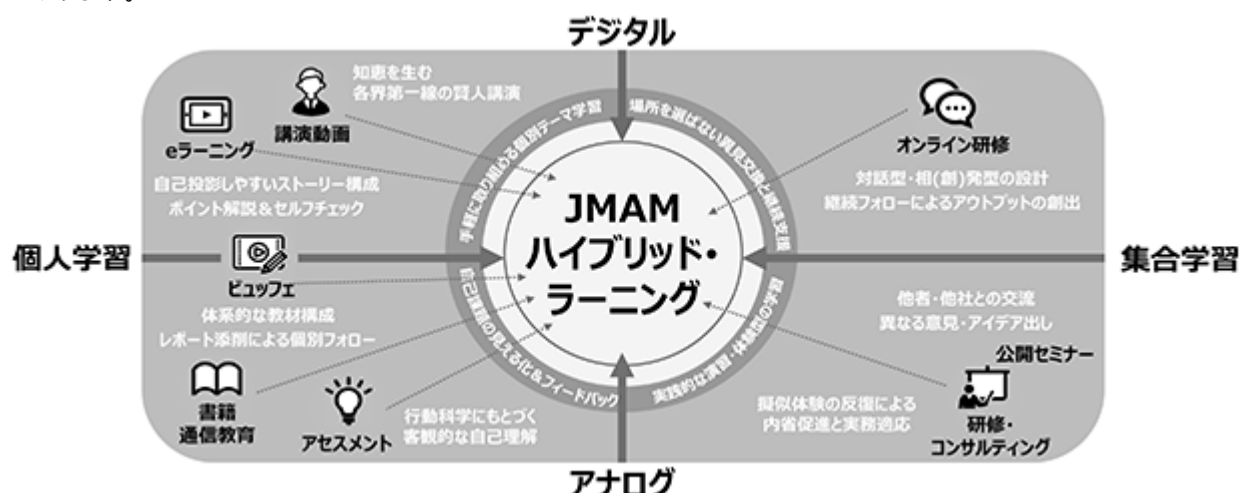 デジタル
知恵を生む
各界第一線の賢人講演
講演動画
eラーニング
自己投影しやすいストーリー構成
ポイント解説&セルフチェック
オンライン研修
対話型・相(創)発型の設計
継続フォローによるアウトプットの創出
手軽に取り組める個別テーマ学習
場所を選ばない異見交換と継続支援
JMAM
ハイブリッド・
ラーニング
個人学習
集合学習
ビュッフェ
体系的な教材構成
レポート添削による個別フォロー
自己課題の見える化&フィードバック
実践的な演習・体験型の学習
他者・他社との交流
異なる意見・アイデア出し
公開セミナー
書籍
通信教育
アセスメント
行動科学にもとづく
客観的な自己理解
擬似体験の反復による
内省促進と実務適応
研修・
コンサルティング
アナログ